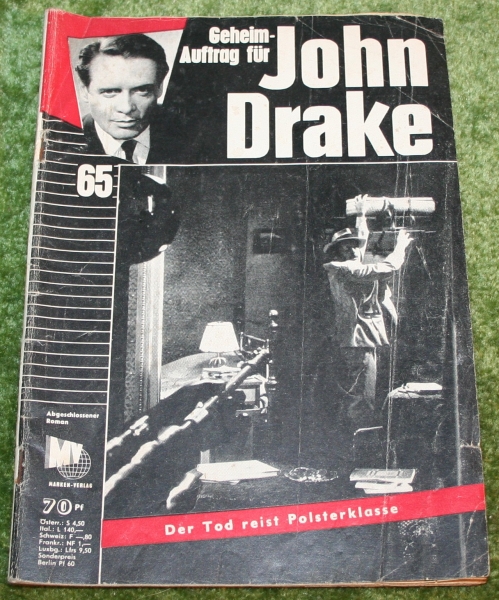 Geheim-
Auftrag für
John
Drake
65
Abgeschlossener
Roman
MV
MARKEN-VERLAG
70 Pf
Österr.: S 4,50
Ital.: L 140,—
Schweiz: F —,80
Frankr.: NF 1,—
Luxbg.: Lfrs 9,50
Sonderpreis
Berlin Pf 60
Der Tod reist Polsterklasse